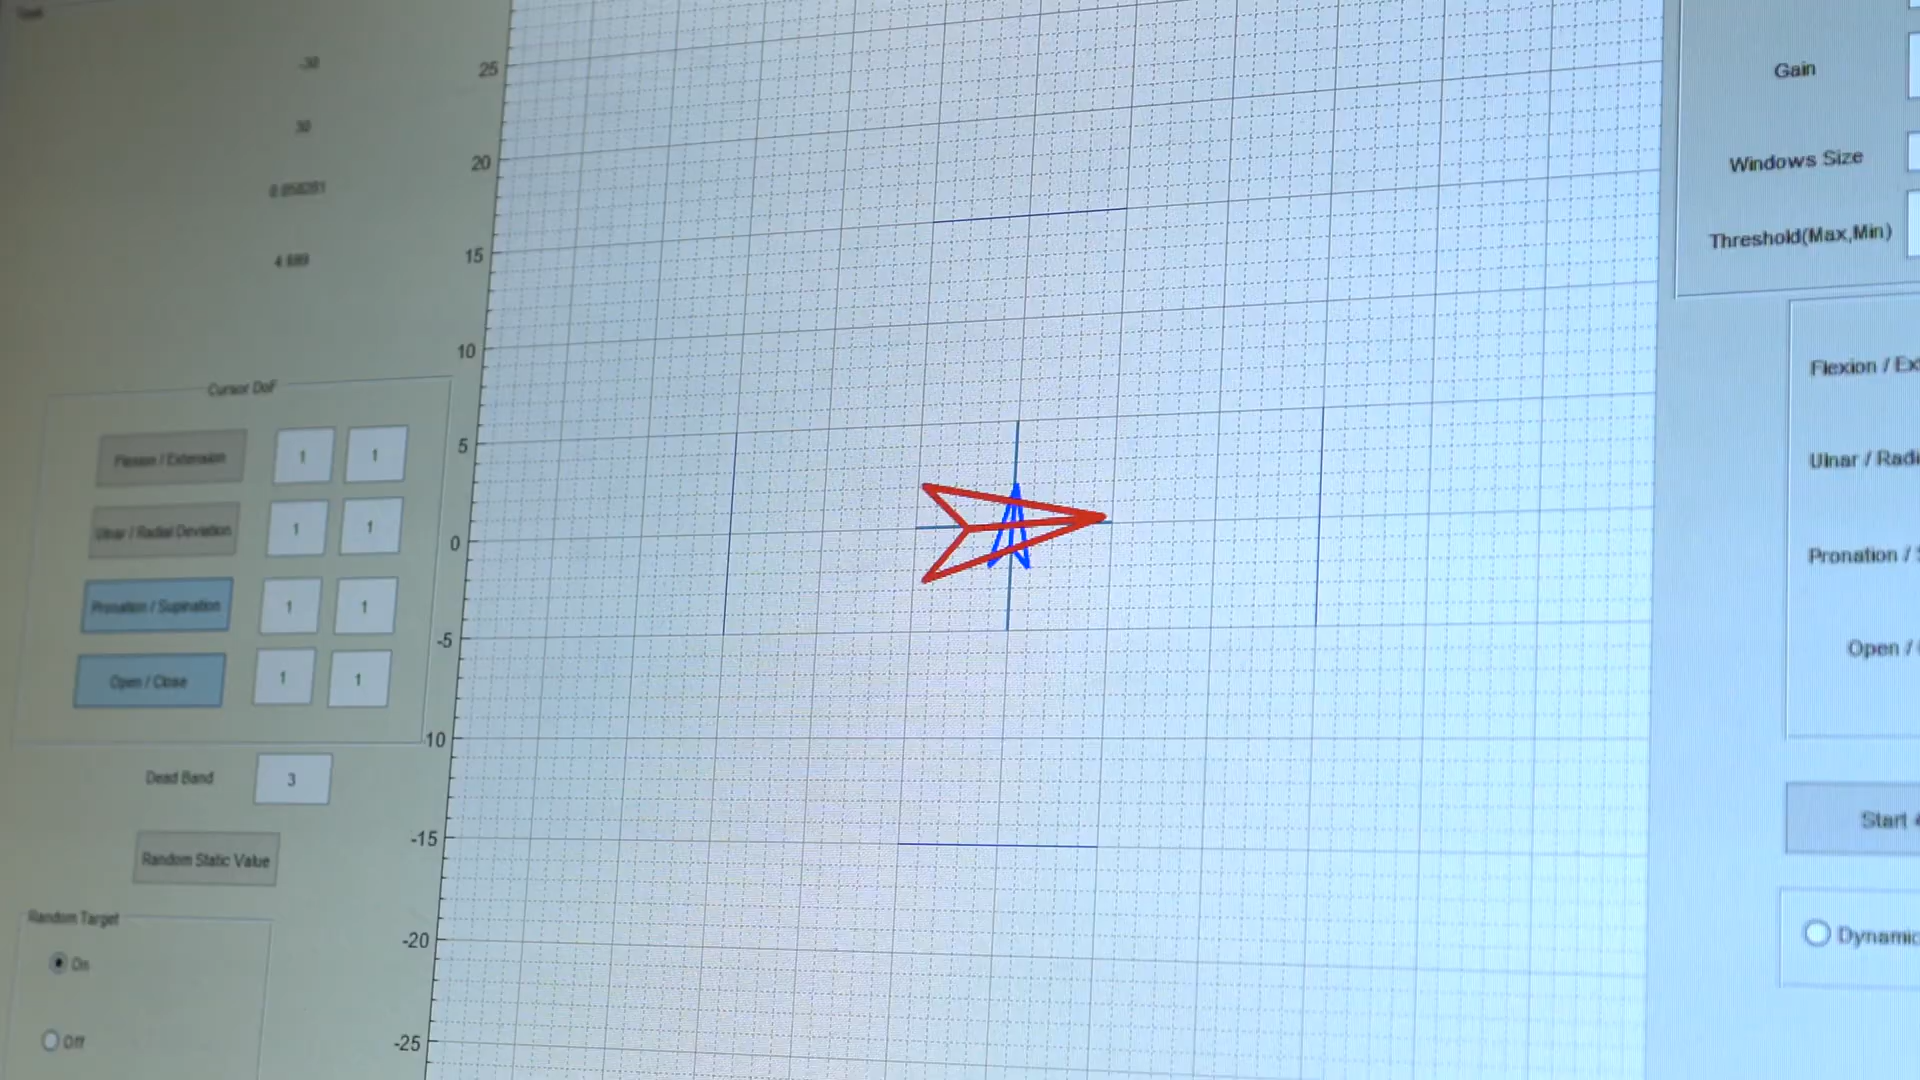 -30
30
25
20
15
10
5
0
-5
-10
-15
-20
-25
Cursor DoF
Flexion / Extension
1
1
Ulnar / Radial Deviation
1
1
Pronation / Supination
1
1
Open / Close
1
1
Dead Band
3
Random Static Value
Random Target
On
Off
Gain
Windows Size
Threshold(Max,Min)
Flexion / Ex
Ulnar / Radi
Pronation /
Open /
Start
Dynamic